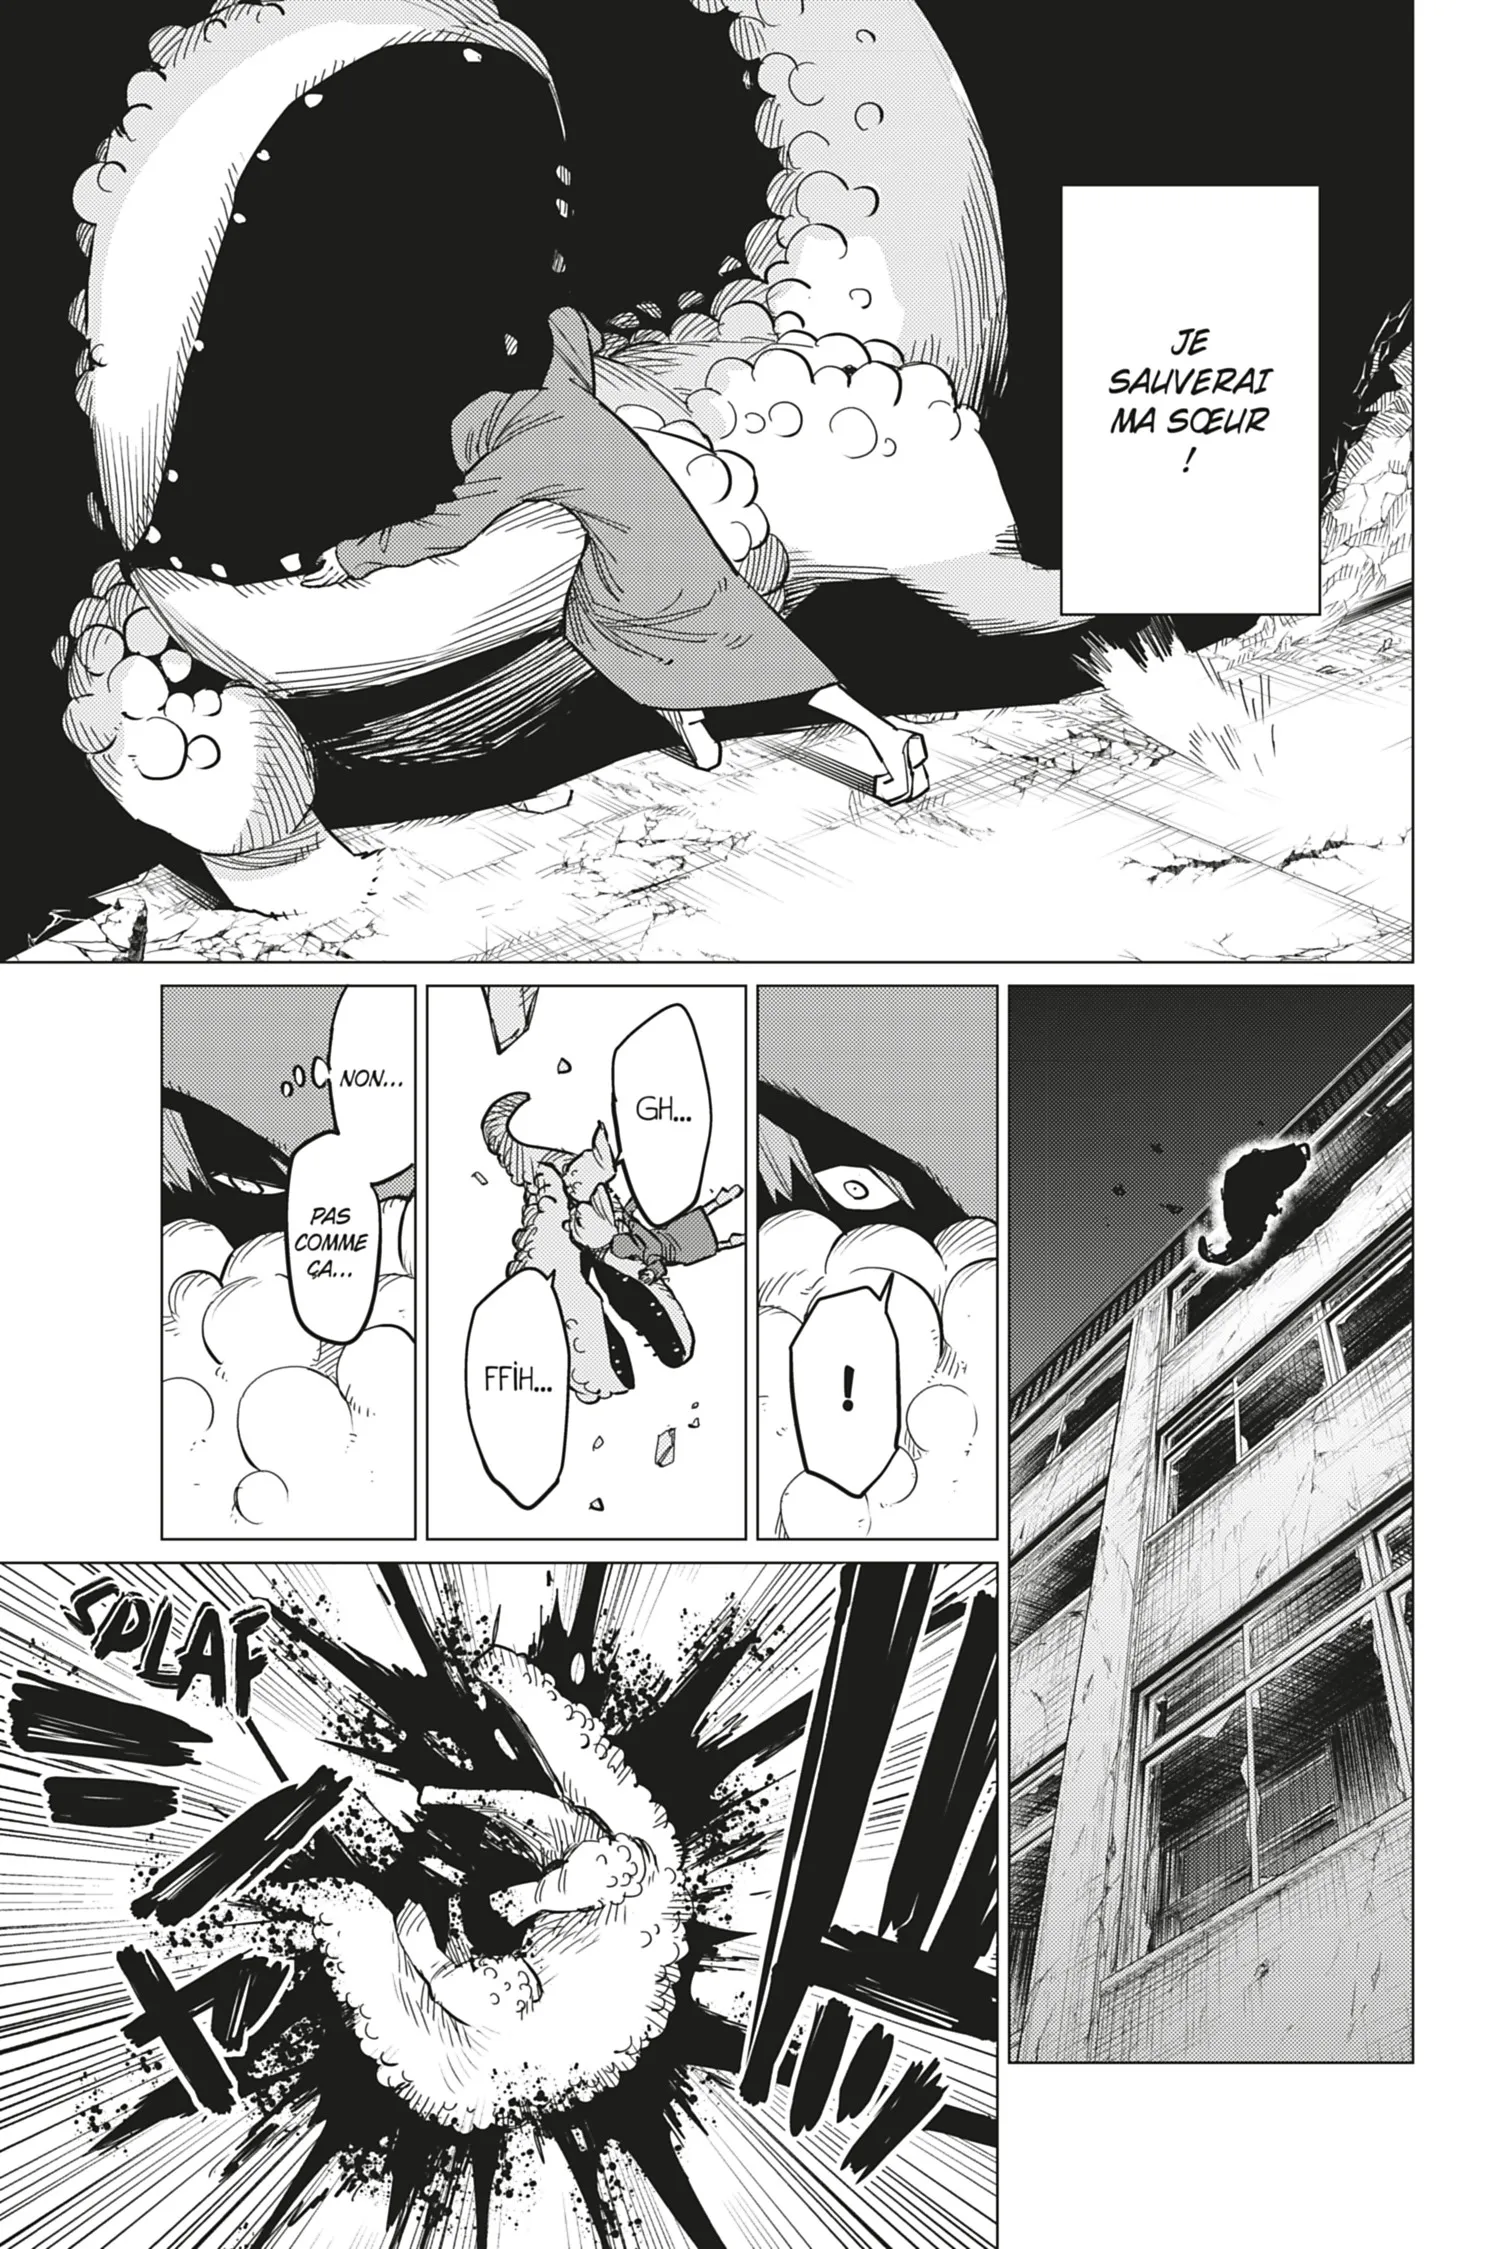 JE
SAUVERAI
MA SŒUR
!
!
GH...
FFIH...
NON...
PAS
COMME
ÇA...
SPLAF